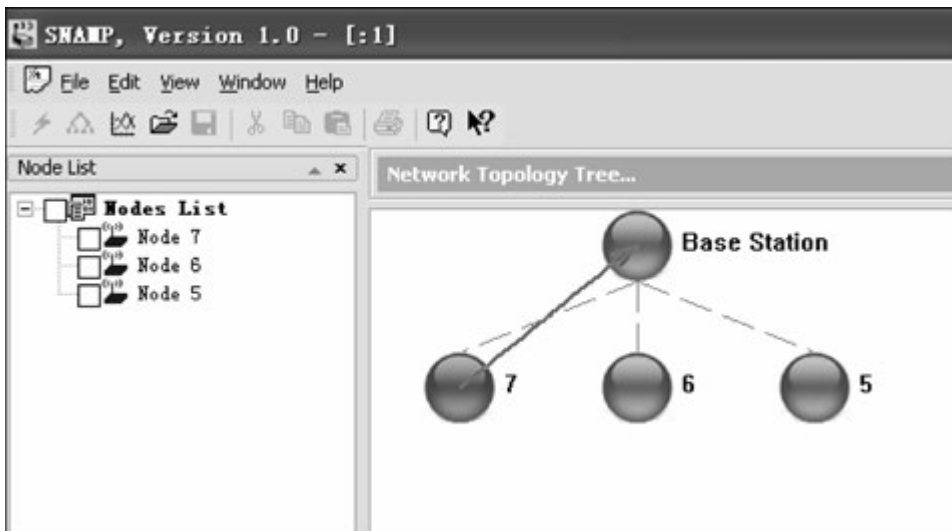 SNAMP, Version 1.0 - [:1]
File Edit View Window Help
Node List
Network Topology Tree...
Nodes List
Node 7
Node 6
Node 5
Base Station
7 6 5